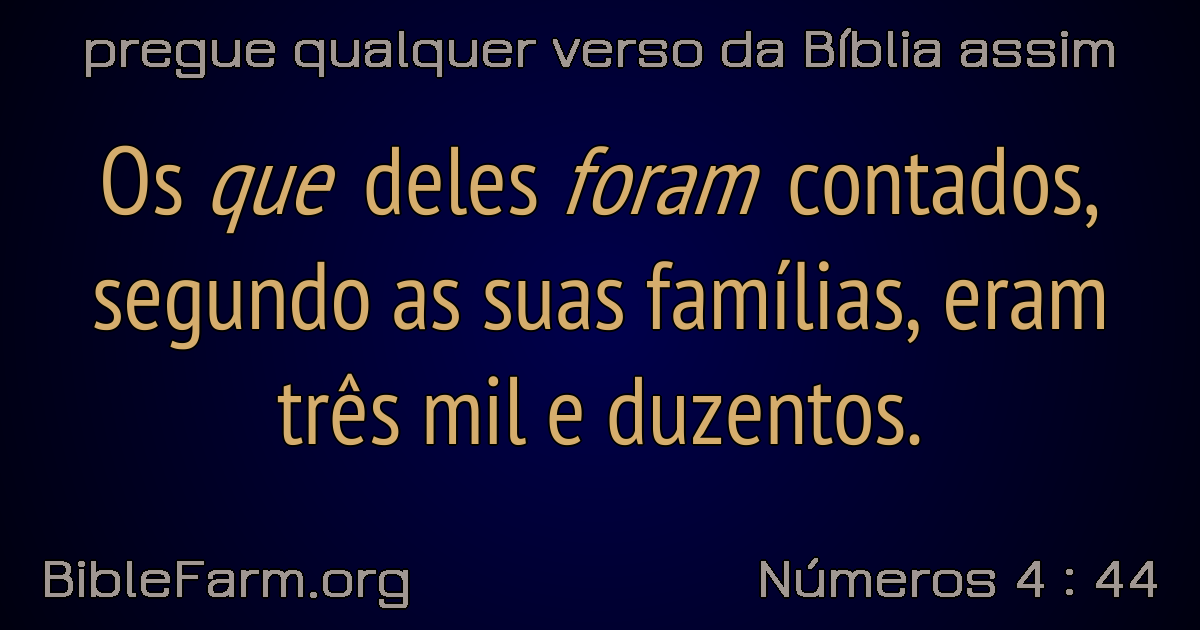 pregue qualquer verso da Bíblia assim
Os que deles foram contados,
segundo as suas famílias, eram
três mil e duzentos.
BibleFarm.org
Números 4 : 44